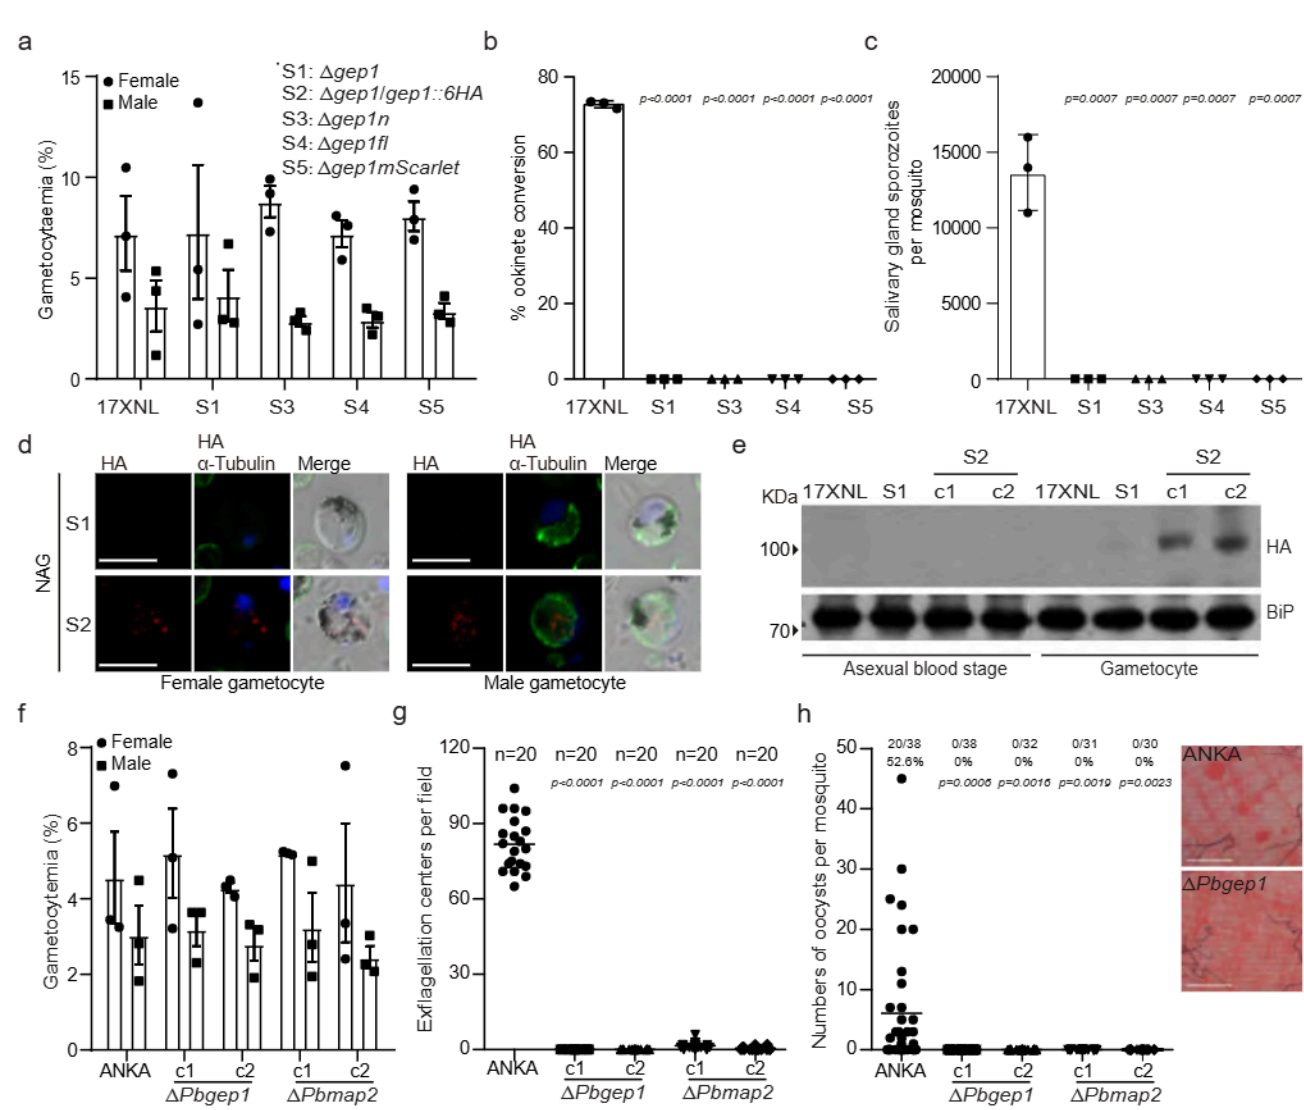 a
15
Female
Male
S1: Δgep1
S2: Δgep1/gep1::6HA
S3: Δgep1n
S4: Δgep1fl
S5: Δgep1mScarlet
10
5
0
Gametocytaemia (%)
17XNL S1 S3 S4 S5
b
80
60
40
20
0
% ookinete conversion
p<0.0001 p<0.0001 p<0.0001 p<0.0001
17XNL S1 S3 S4 S5
c
20000
15000
10000
5000
0
Salivary gland sporozoites
per mosquito
p=0.0007 p=0.0007 p=0.0007 p=0.0007
17XNL S1 S3 S4 S5
d
HA
HA
α-Tubulin
Merge
HA
HA
α-Tubulin
Merge
NAG
S1
S2
Female gametocyte
Male gametocyte
e
S2 S2
KDa 17XNL S1 c1 c2 17XNL S1 c1 c2
100 HA
70 BiP
Asexual blood stage Gametocyte
f
8
6
4
2
0
Female
Male
Gametocytemia (%)
ANKA c1 c2 c1 c2
ΔPbgep1 ΔPbmap2
g
120
90
60
30
0
Exflagellation centers per field
n=20 n=20 n=20 n=20 n=20
p<0.0001 p<0.0001 p<0.0001 p<0.0001
ANKA c1 c2 c1 c2
ΔPbgep1 ΔPbmap2
h
50
40
30
20
10
0
Numbers of oocysts per mosquito
20/38 0/38 0/32 0/31 0/30
52.6% 0% 0% 0% 0%
p=0.0006 p=0.0016 p=0.0019 p=0.0023
ANKA c1 c2 c1 c2
ΔPbgep1 ΔPbmap2
ANKA
ΔPbgep1